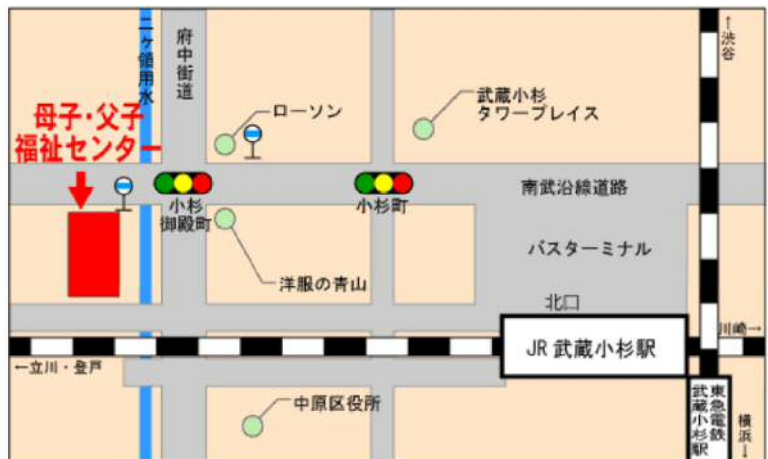 二ヶ領用水
府中街道
←渋谷
母子・父子
福祉センター
ローソン
武蔵小杉
タワープレイス
小杉
御殿町
小杉町
南武沿線道路
洋服の青山
バスターミナル
北口
JR 武蔵小杉駅
川崎→
←立川・登戸
中原区役所
東急電鉄
武蔵小杉駅
横浜→